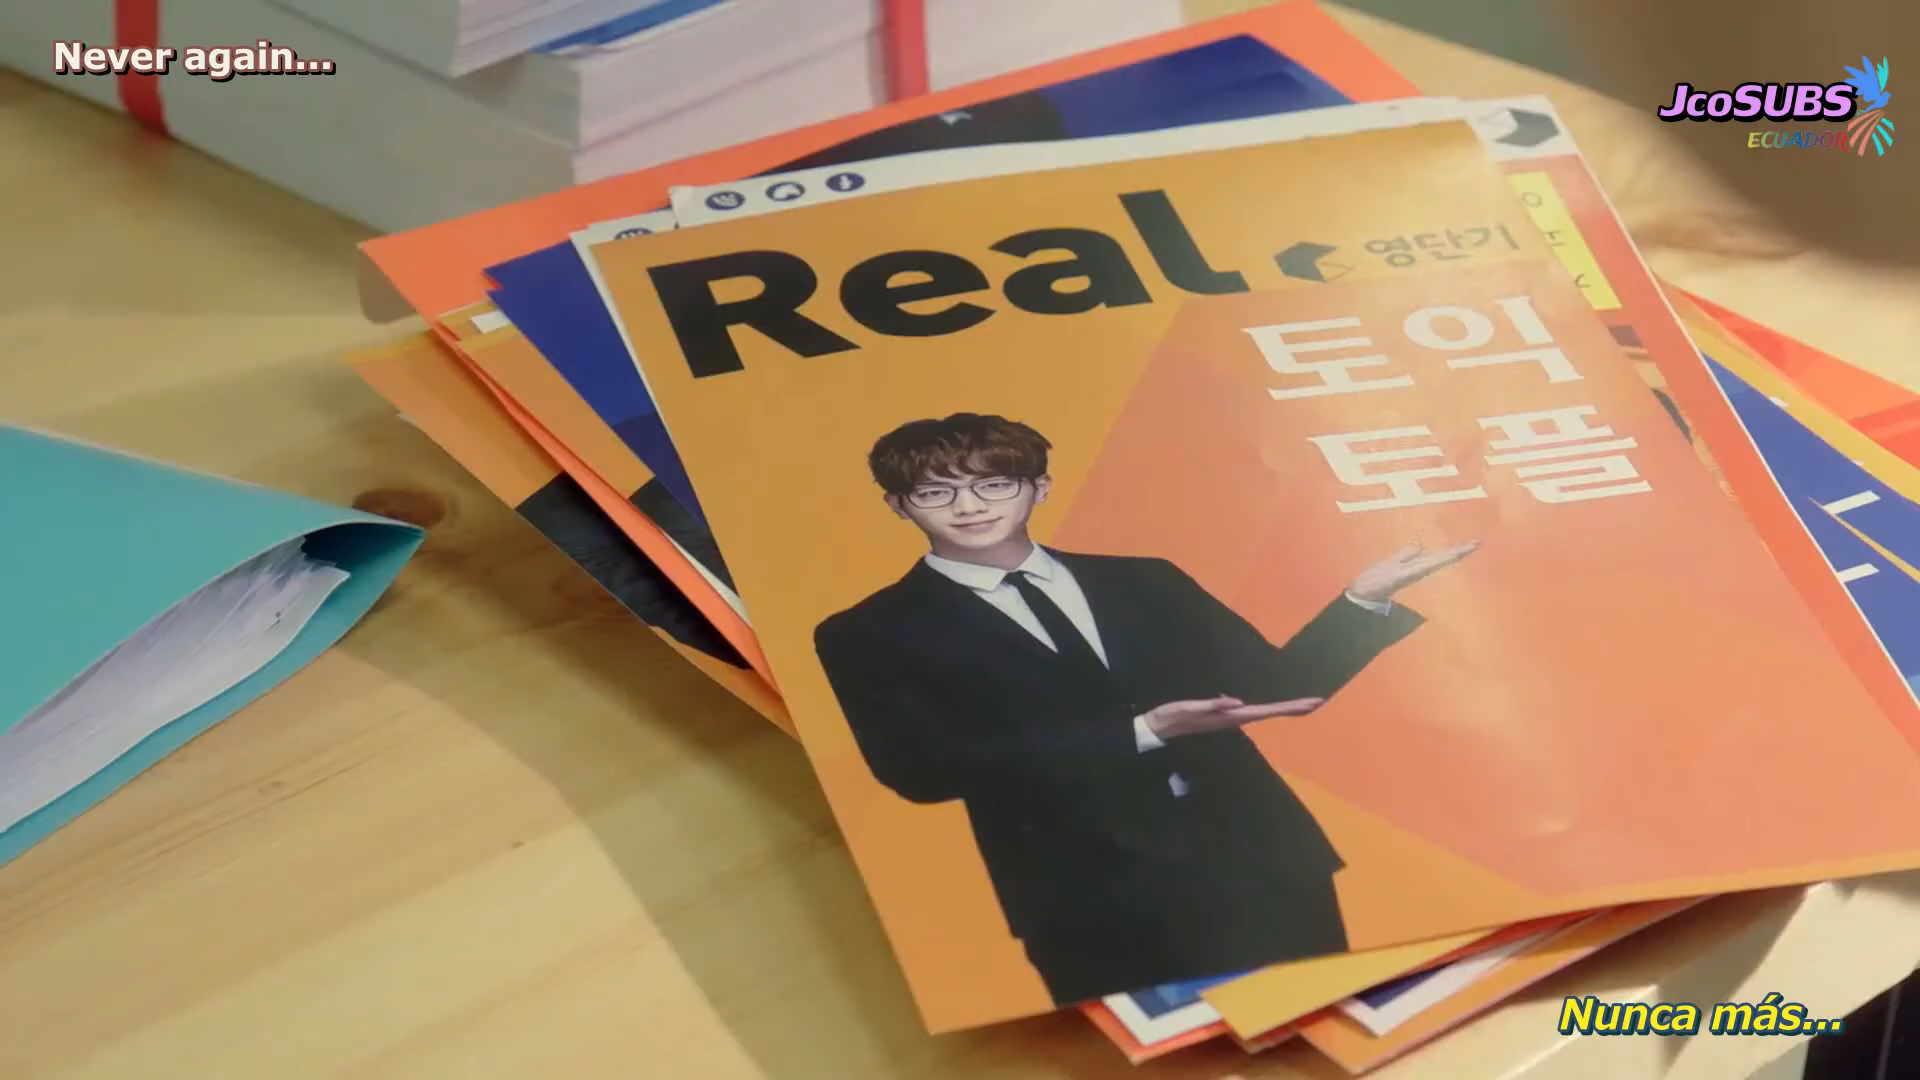 Never again...
JcoSUBS
ECUADOR
Real
영단기
토익
토플
Nunca más...